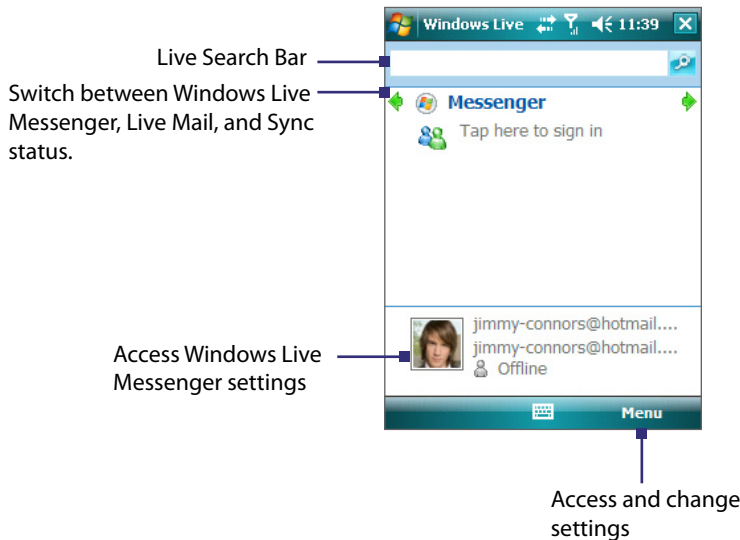 Windows Live 11:39
Live Search Bar
Switch between Windows Live
Messenger, Live Mail, and Sync
status.
Messenger
Tap here to sign in
jimmy-connors@hotmail....
jimmy-connors@hotmail....
Offline
Access Windows Live
Messenger settings
Menu
Access and change
settings